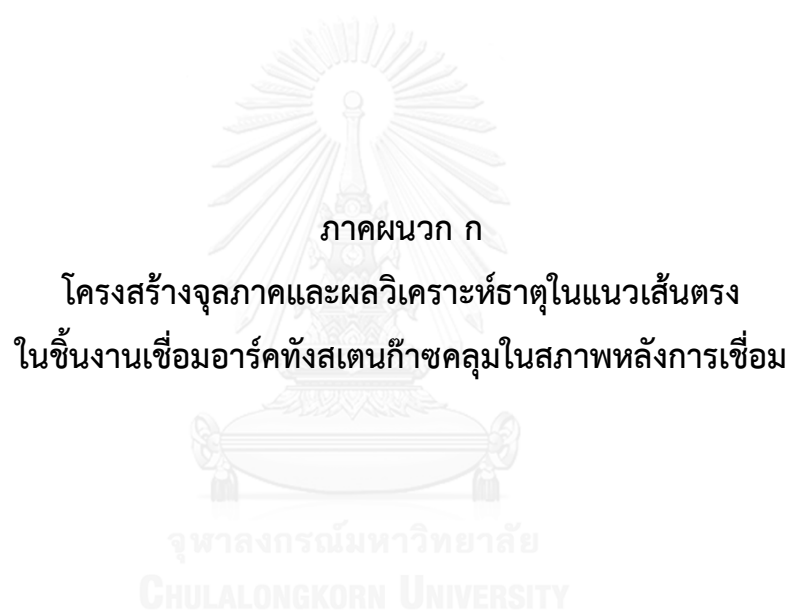 ภาคผนวก ก
โครงสร้างจุลภาคและผลวิเคราะห์ธาตุในแนวเส้นตรง
ในชิ้นงานเชื่อมอาร์คทังสเตนก๊าซคลุมในสภาพหลังการเชื่อม
จุฬาลงกรณ์มหาวิทยาลัย
CHULALONGKORN UNIVERSITY